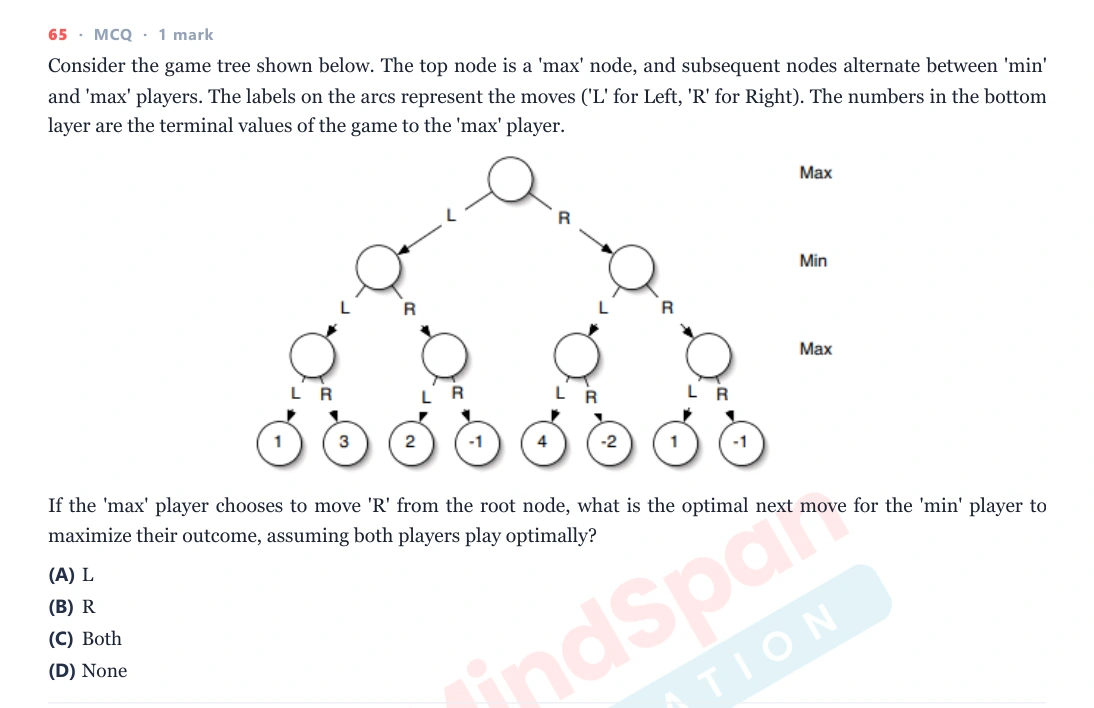 65 · MCQ · 1 mark
Consider the game tree shown below. The top node is a 'max' node, and subsequent nodes alternate between 'min'
and 'max' players. The labels on the arcs represent the moves ('L' for Left, 'R' for Right). The numbers in the bottom
layer are the terminal values of the game to the 'max' player.
Max
L R
Min
L R L R
Max
L R L R L R L R
1 3 2 -1 4 -2 1 -1
If the 'max' player chooses to move 'R' from the root node, what is the optimal next move for the 'min' player to
maximize their outcome, assuming both players play optimally?
(A) L
(B) R
(C) Both
(D) None